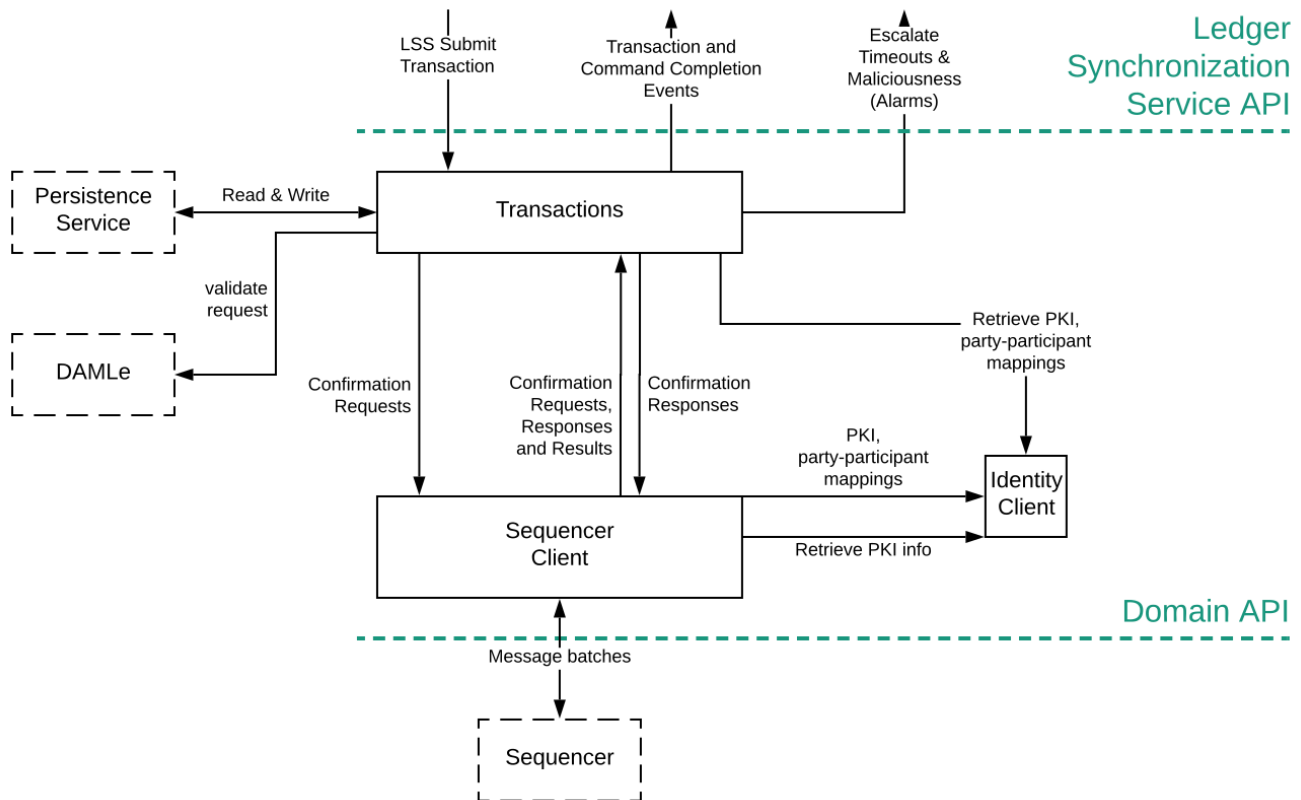 LSS Submit
Transaction
Transaction and
Command Completion
Events
Escalate
Timeouts &
Maliciousness
(Alarms)
Ledger
Synchronization
Service API
Persistence
Service
Read & Write
Transactions
validate
request
DAMLe
Confirmation
Requests
Confirmation
Requests,
Responses
and Results
Confirmation
Responses
Retrieve PKI,
party-participant
mappings
PKI,
party-participant
mappings
Identity
Client
Sequencer
Client
Retrieve PKI info
Domain API
Message batches
Sequencer